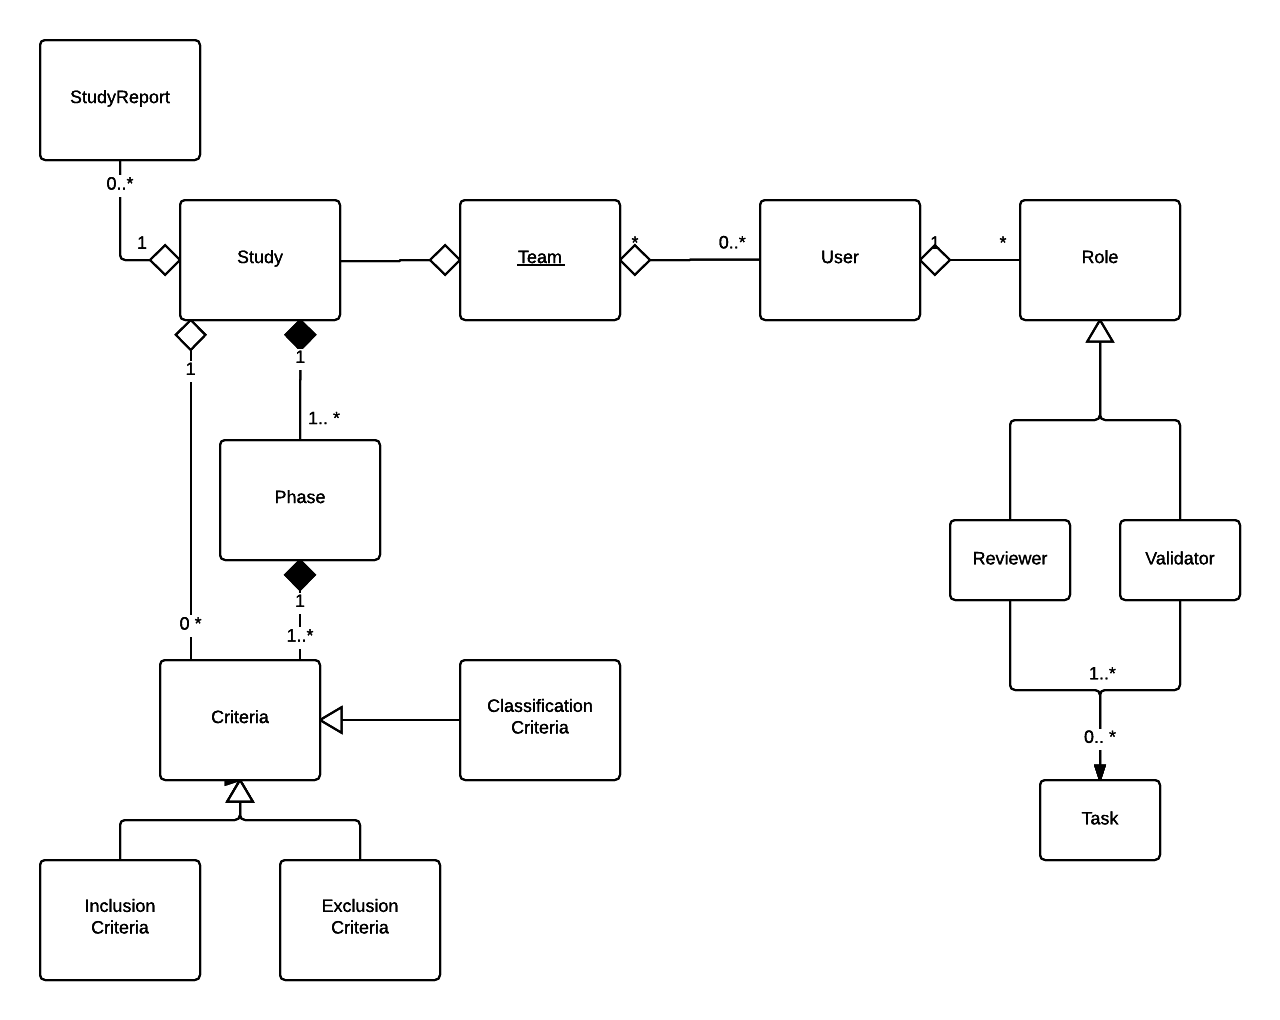 StudyReport
0..*
1
Study
Team
*
0..*
User
1
*
Role
1
1
1.. *
Phase
Reviewer
Validator
1
0 *
1..*
Criteria
Classification
Criteria
1..*
0.. *
Task
Inclusion
Criteria
Exclusion
Criteria